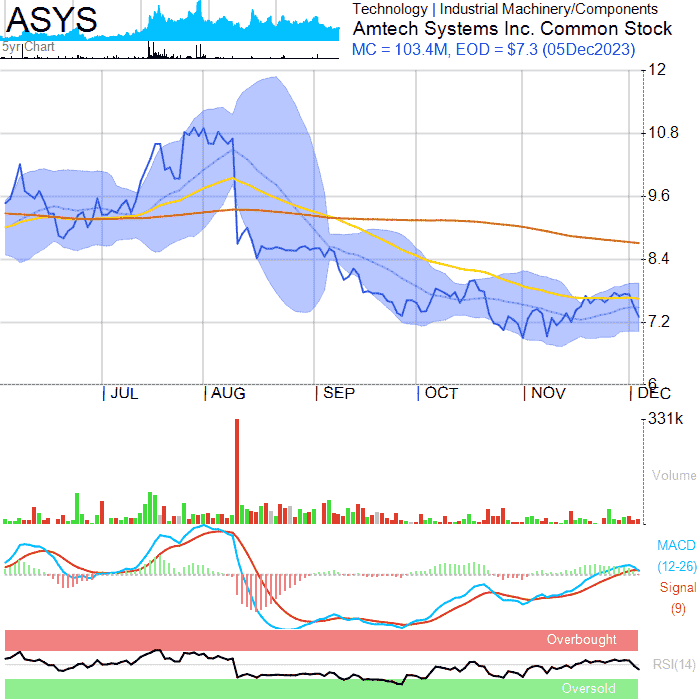 ASYS
5yr Chart
Technology | Industrial Machinery/Components
Amtech Systems Inc. Common Stock
MC = 103.4M, EOD = $7.3 (05Dec2023)
12
10.8
9.6
8.4
7.2
6
JUL AUG SEP OCT NOV DEC
331k
Volume
MACD
(12-26)
Signal
(9)
Overbought
RSI(14)
Oversold